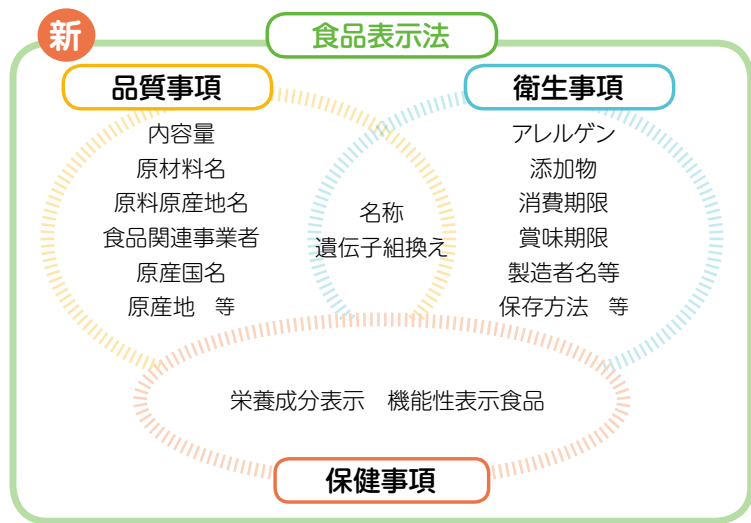 新
食品表示法
品質事項
内容量
原材料名
原料原産地名
食品関連事業者
原産国名
原産地　等
名称
遺伝子組換え
衛生事項
アレルゲン
添加物
消費期限
賞味期限
製造者名等
保存方法　等
栄養成分表示　機能性表示食品
保健事項